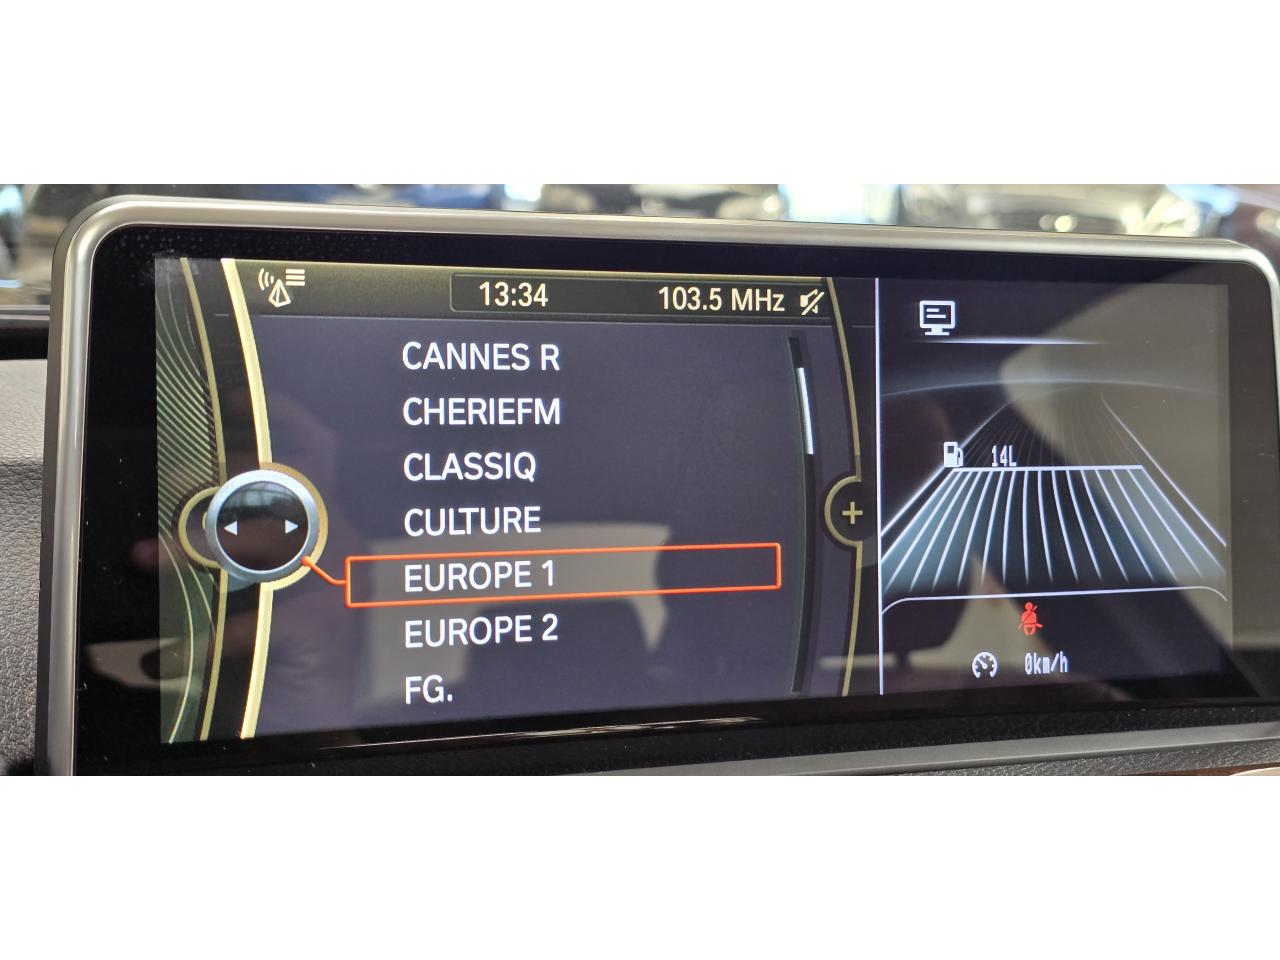 13:34 103.5 MHz
CANNES R
CHERIEFM
CLASSIQ
CULTURE
EUROPE 1
EUROPE 2
FG.
14L
0km/h